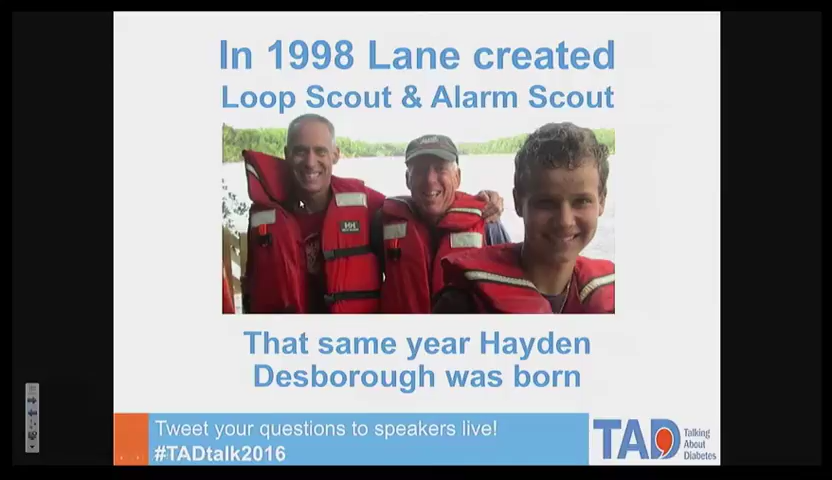 In 1998 Lane created
Loop Scout & Alarm Scout
That same year Hayden
Desborough was born
Tweet your questions to speakers live!
#TADtalk2016
TAD
Talking
About
Diabetes